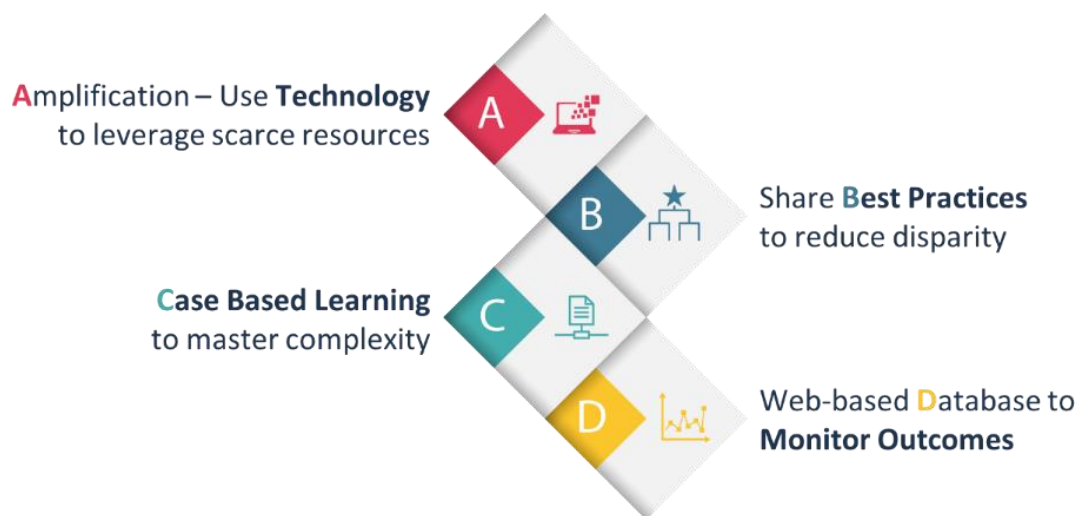 Amplification – Use Technology
to leverage scarce resources
A
B
Share Best Practices
to reduce disparity
Case Based Learning
to master complexity
C
D
Web-based Database to
Monitor Outcomes